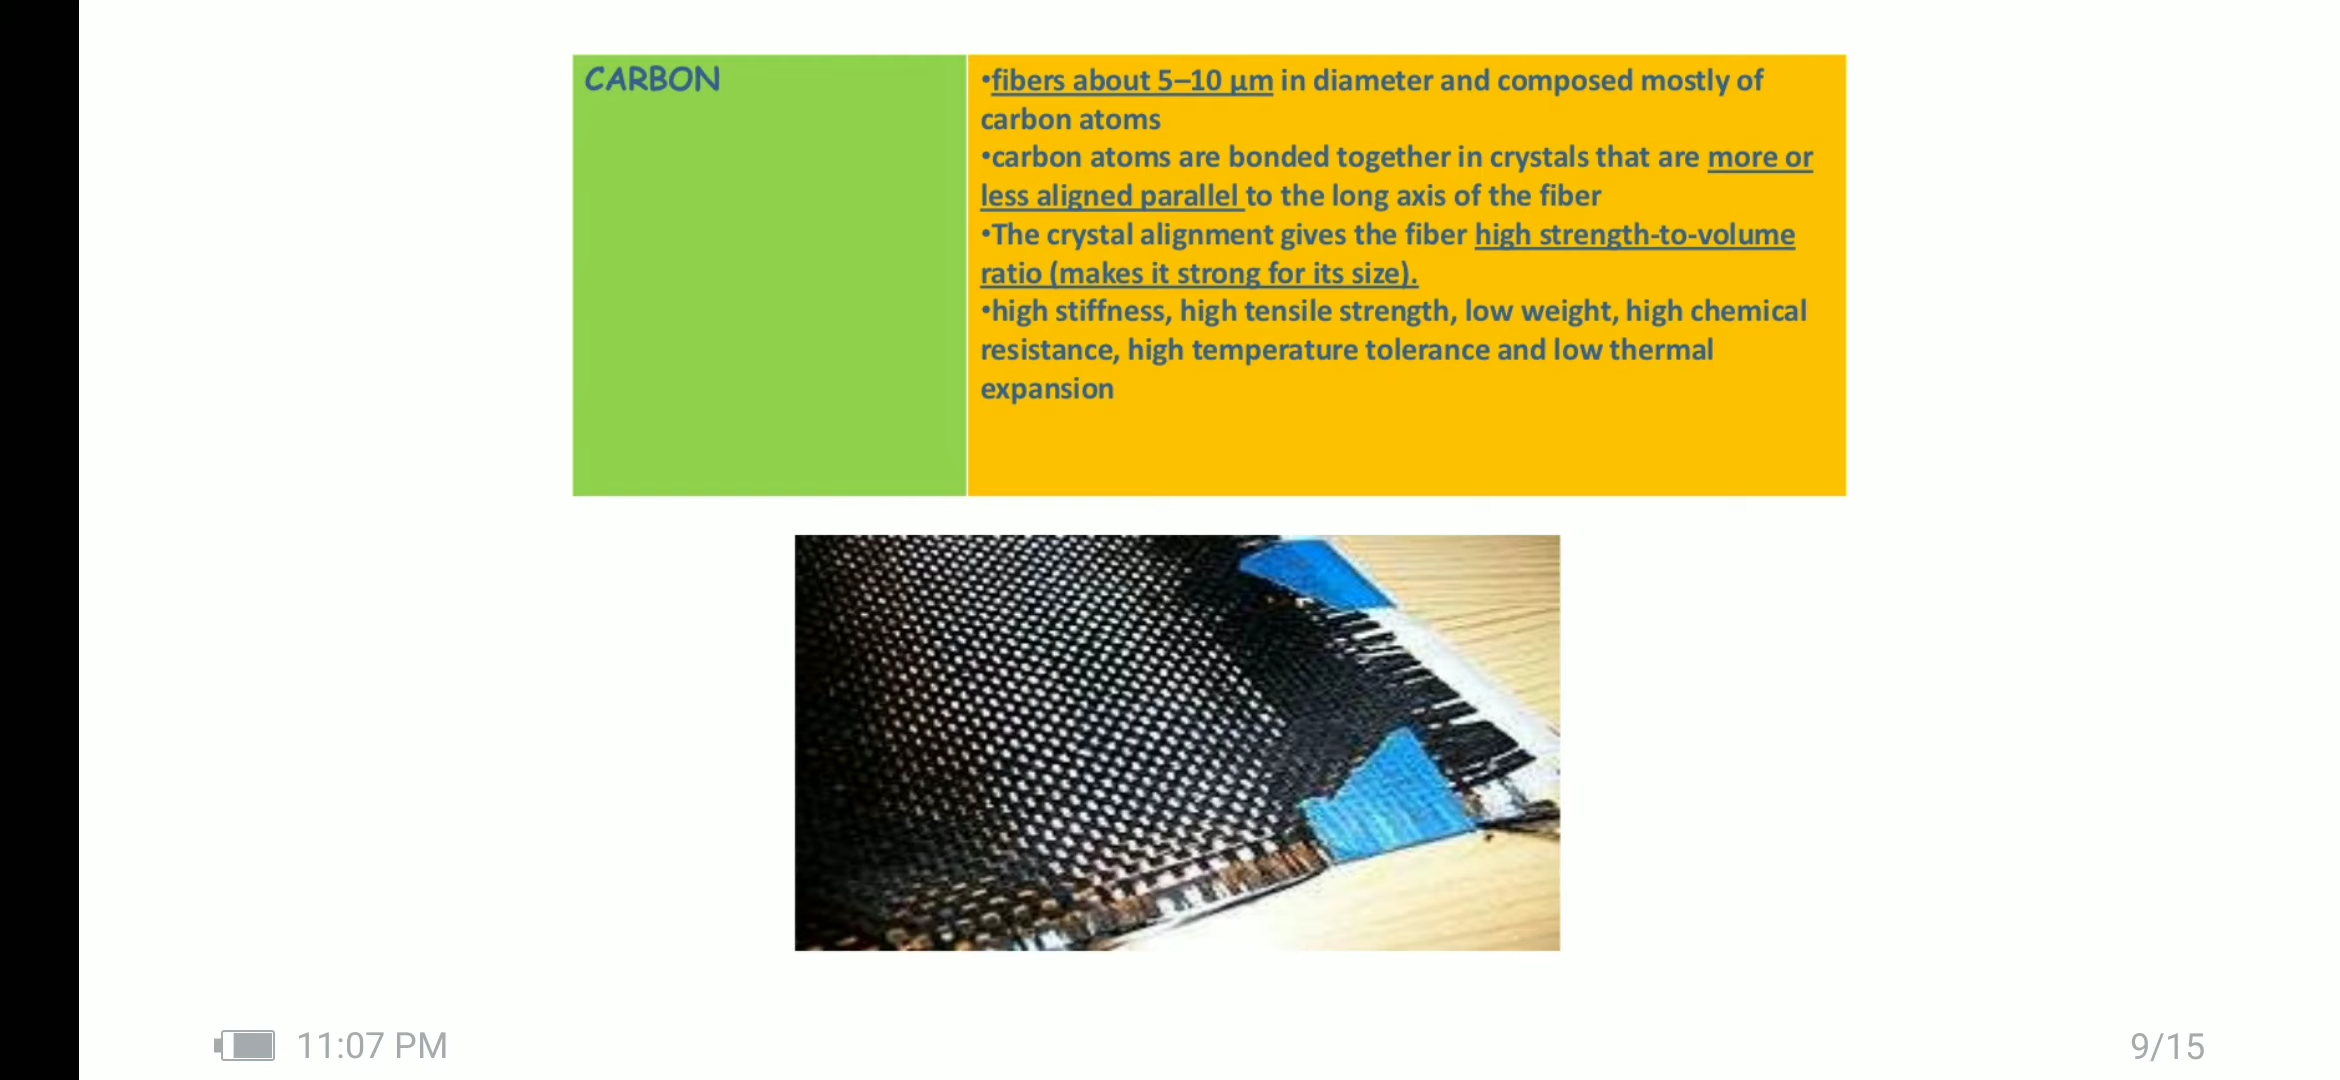 CARBON
•fibers about 5–10 µm in diameter and composed mostly of
carbon atoms
•carbon atoms are bonded together in crystals that are more or
less aligned parallel to the long axis of the fiber
•The crystal alignment gives the fiber high strength-to-volume
ratio (makes it strong for its size).
•high stiffness, high tensile strength, low weight, high chemical
resistance, high temperature tolerance and low thermal
expansion
11:07 PM
9/15